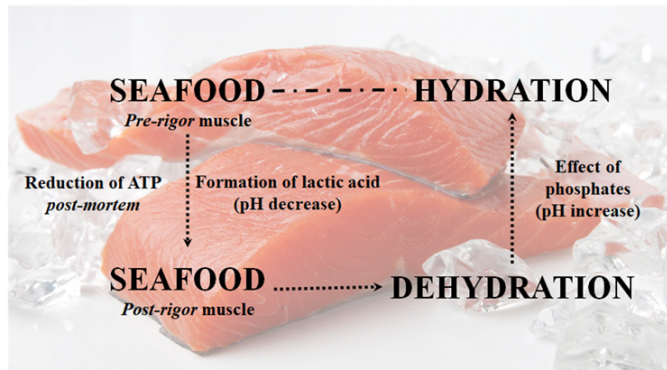 SEAFOOD
HYDRATION
Pre-rigor muscle
Reduction of ATP
post-mortem
Formation of lactic acid
(pH decrease)
Effect of
phosphates
(pH increase)
SEAFOOD
Post-rigor muscle
DEHYDRATION